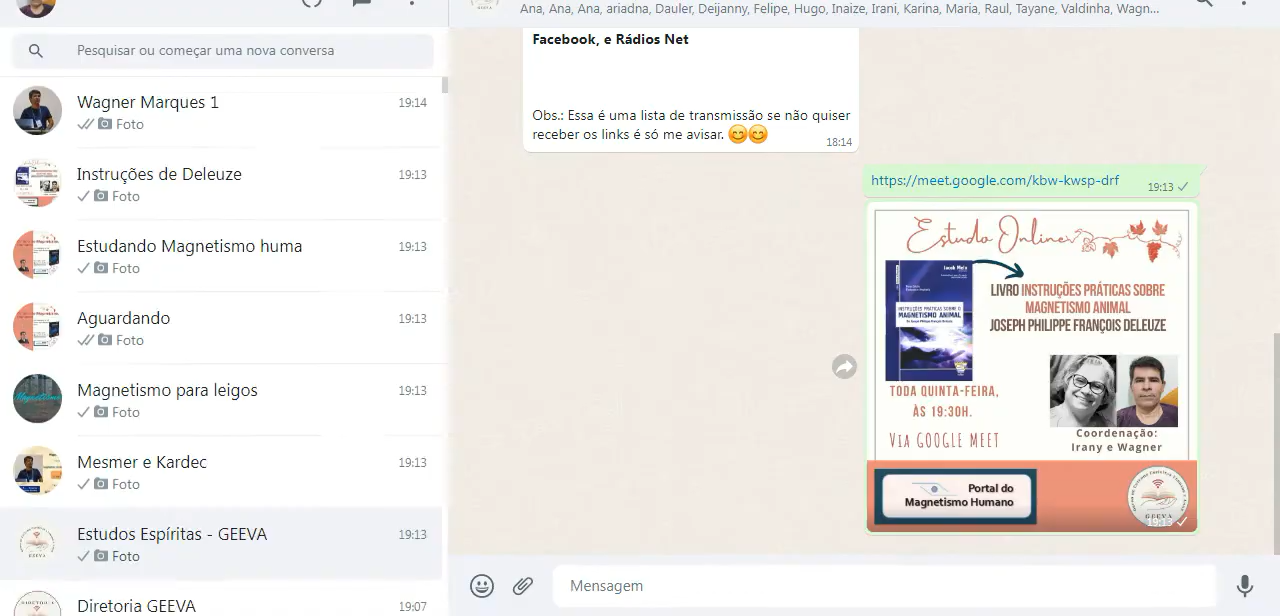 Ana, Ana, Ana, ariadna, Dauler, Deijanny, Felipe, Hugo, Inaize, Irani, Karina, Maria, Raul, Tayane, Valdinha, Wagn...
Pesquisar ou começar uma nova conversa
Wagner Marques 1
19:14
Foto
Instruções de Deleuze
19:13
Foto
Estudando Magnetismo huma
19:13
Foto
Aguardando
19:13
Foto
Magnetismo para leigos
19:13
Foto
Mesmer e Kardec
19:13
Foto
Estudos Espíritas - GEEVA
19:13
Foto
Diretoria GEEVA
19:07
Facebook, e Rádios Net
Obs.: Essa é uma lista de transmissão se não quiser
receber os links é só me avisar. 😊😊
18:14
https://meet.google.com/kbw-kwsp-drf
19:13
Estudo Online
Jacob Melo
INSTRUÇÕES PRÁTICAS SOBRE O
MAGNETISMO ANIMAL
LIVRO INSTRUÇÕES PRÁTICAS SOBRE
MAGNETISMO ANIMAL
JOSEPH PHILIPPE FRANÇOIS DELEUZE
TODA QUINTA-FEIRA,
ÀS 19:30H.
VIA GOOGLE MEET
Coordenação:
Irany e Wagner
Portal do
Magnetismo Humano
GEEVA
19:13
Mensagem